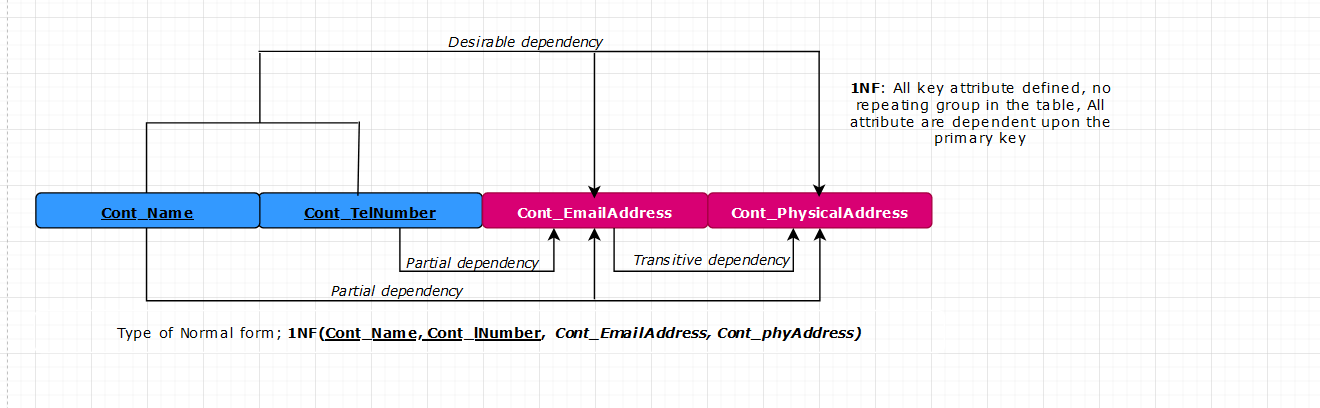 Desirable dependency
1NF: All key attribute defined, no
repeating group in the table, All
attribute are dependent upon the
primary key
Cont_Name
Cont_TelNumber
Cont_EmailAddress
Cont_PhysicalAddress
Partial dependency
Transitive dependency
Partial dependency
Type of Normal form; 1NF(Cont_Name, Cont_lNumber, Cont_EmailAddress, Cont_phyAddress)